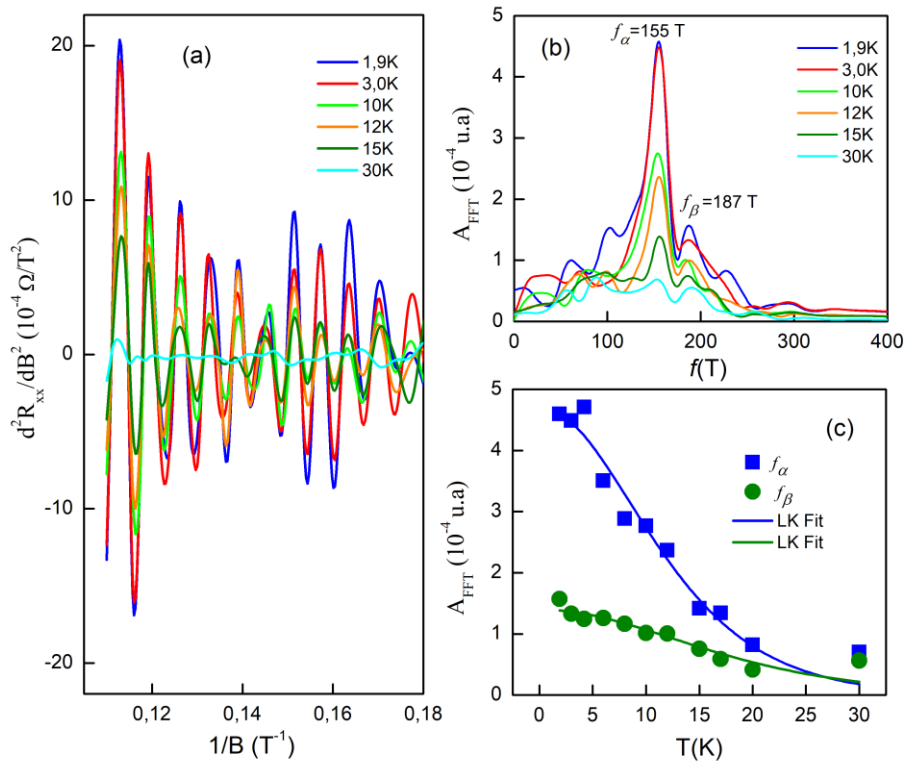 (a)
1,9K
3,0K
10K
12K
15K
30K
20
10
0
-10
-20
d²Rₓₓ/dB² (10⁻⁴ Ω/T²)
0,12
0,14
0,16
0,18
1/B (T⁻¹)
(b)
f_α=155 T
f_β=187 T
1,9K
3,0K
10K
12K
15K
30K
5
4
3
2
1
0
A_FFT (10⁻⁴ u.a)
0
100
200
300
400
f(T)
(c)
f_α
f_β
LK Fit
LK Fit
5
4
3
2
1
0
A_FFT (10⁻⁴ u.a)
0
5
10
15
20
25
30
T(K)